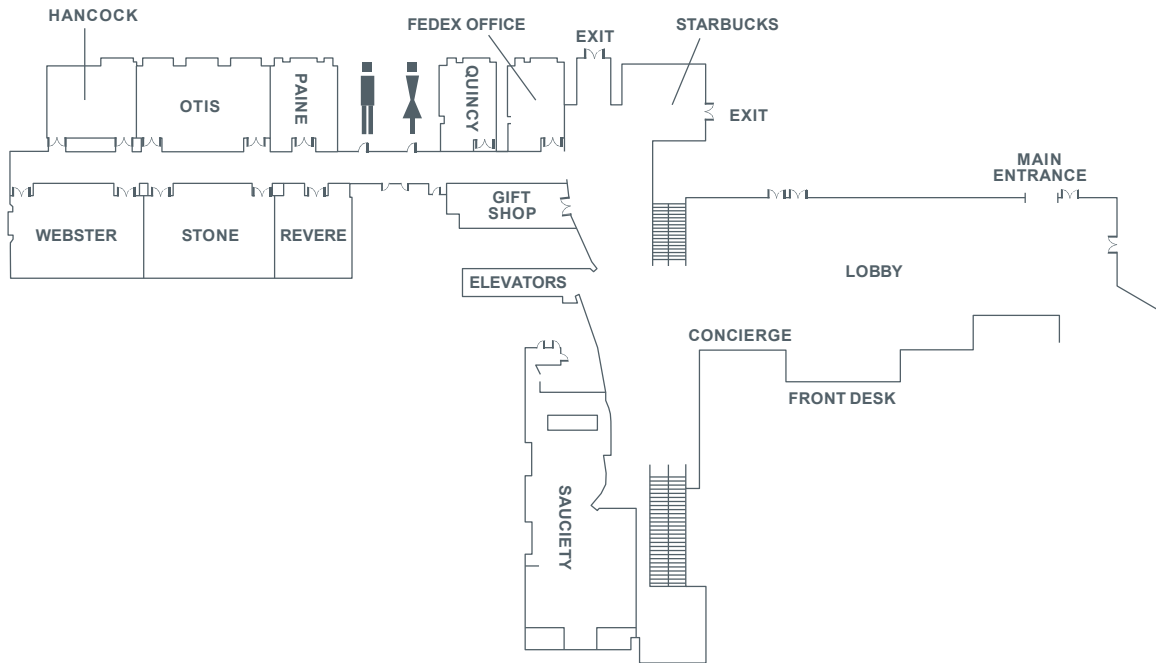 HANCOCK
FEDEX OFFICE
EXIT
STARBUCKS
OTIS
PAINE
QUINCY
EXIT
MAIN
ENTRANCE
GIFT
SHOP
WEBSTER
STONE
REVERE
ELEVATORS
LOBBY
CONCIERGE
FRONT DESK
SAUCIETY